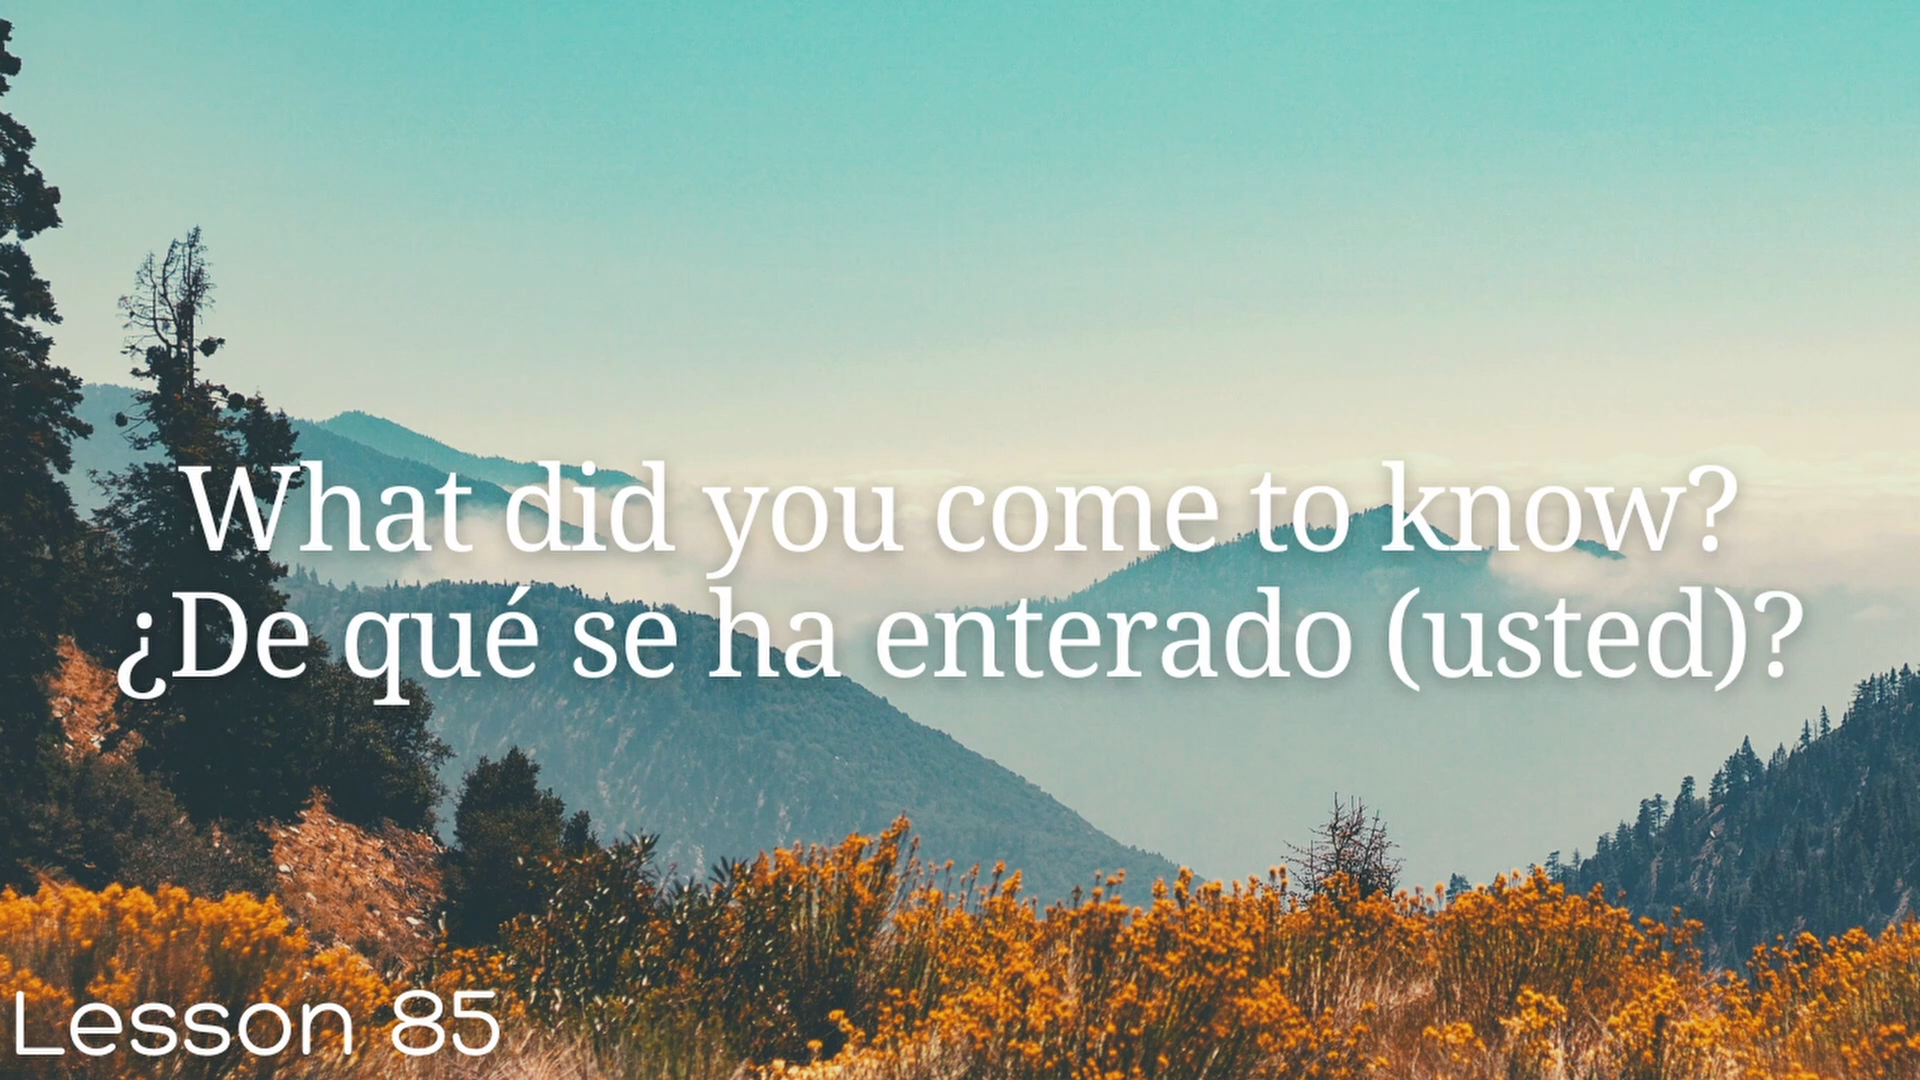 What did you come to know?
¿De qué se ha enterado (usted)?
Lesson 85